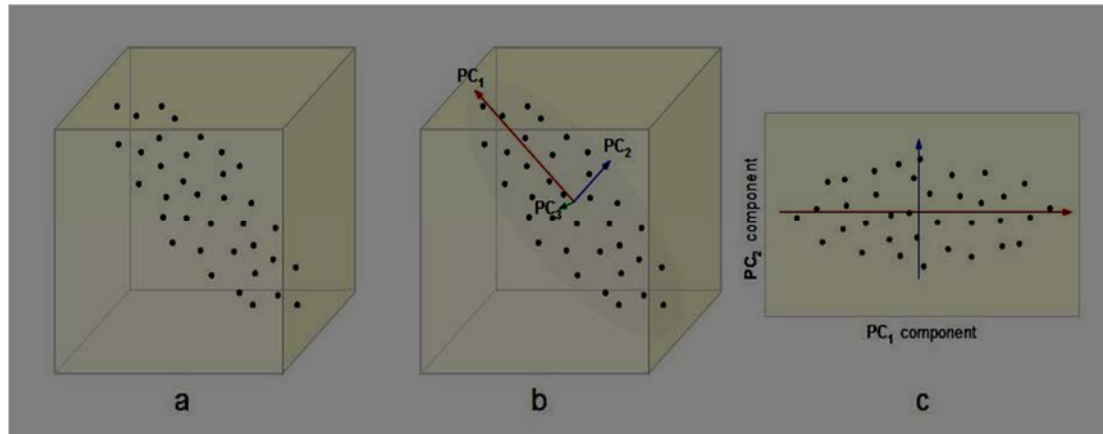 PC1
PC2
PC3
PC2 component
PC1 component
a
b
c